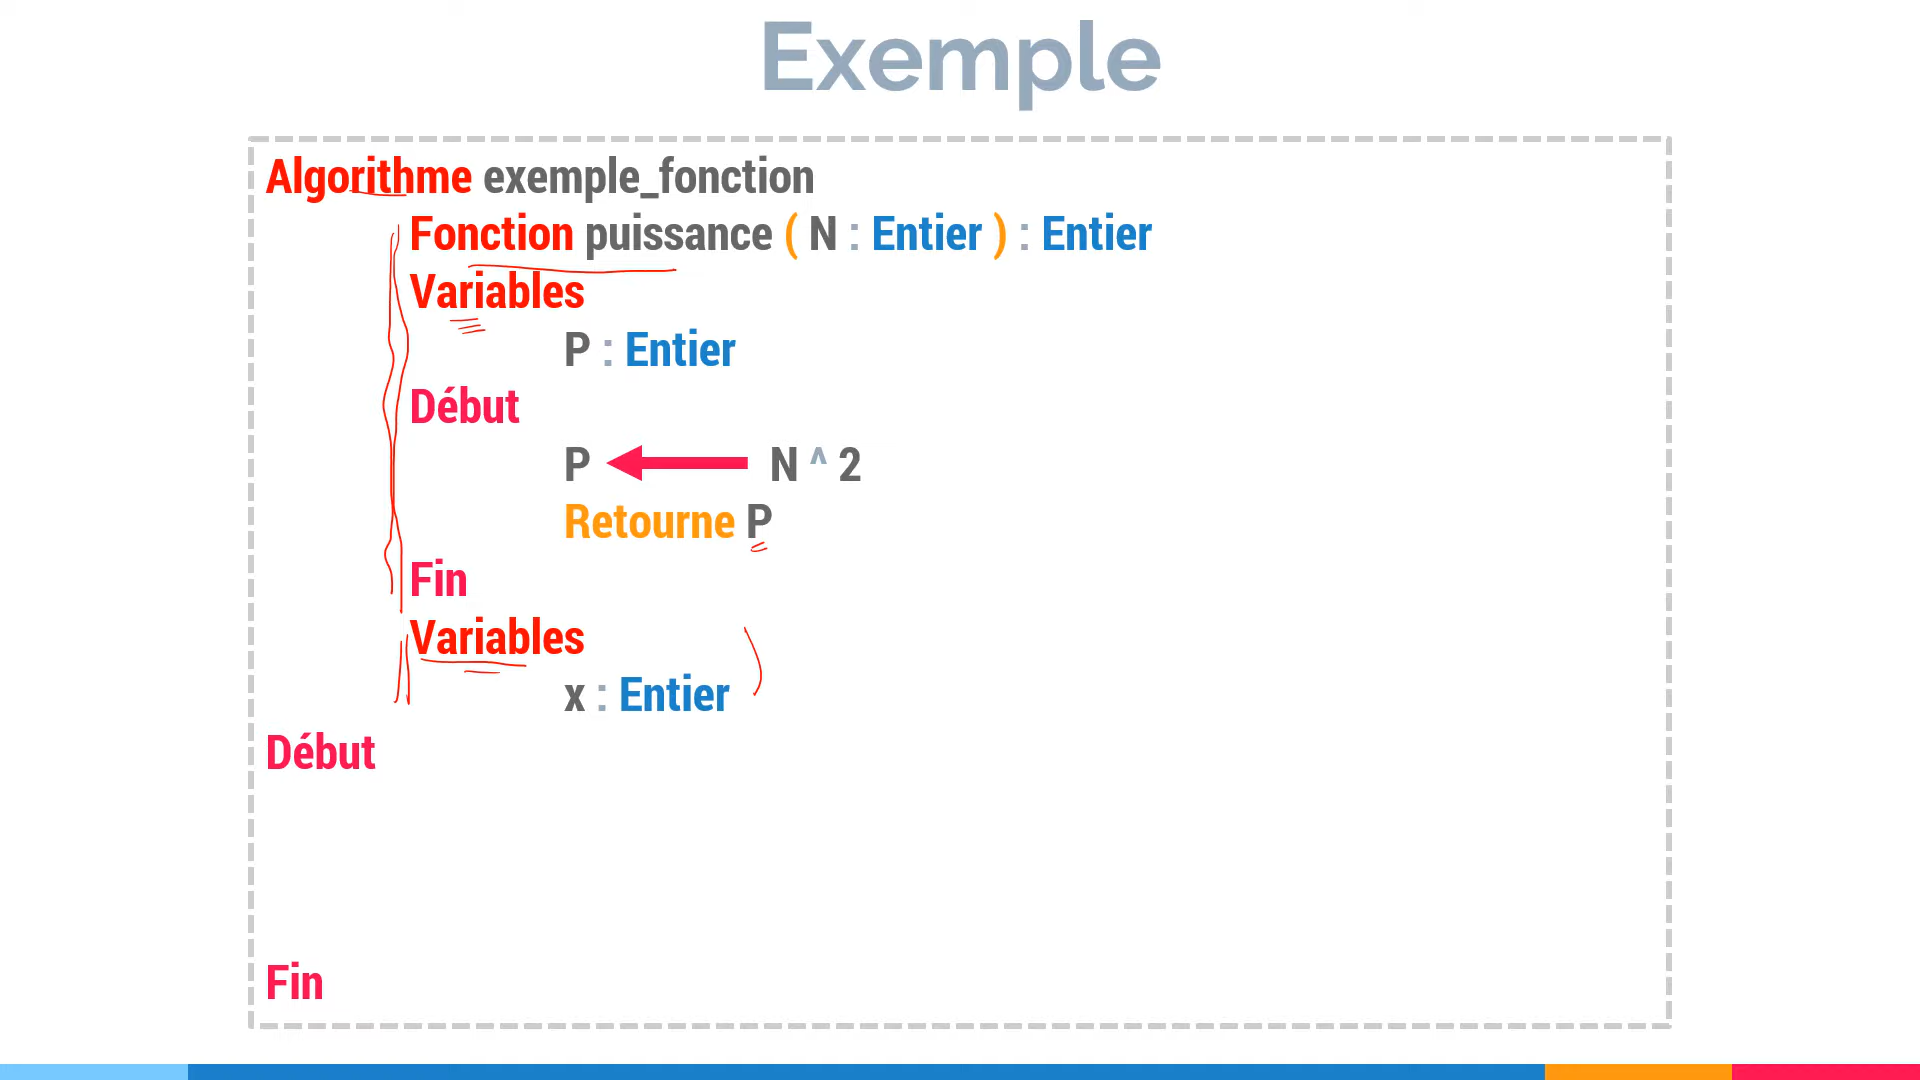 Exemple
Algorithme exemple_fonction
Fonction puissance ( N : Entier ) : Entier
Variables
P : Entier
Début
P N ^ 2
Retourne P
Fin
Variables
x : Entier
Début
Fin